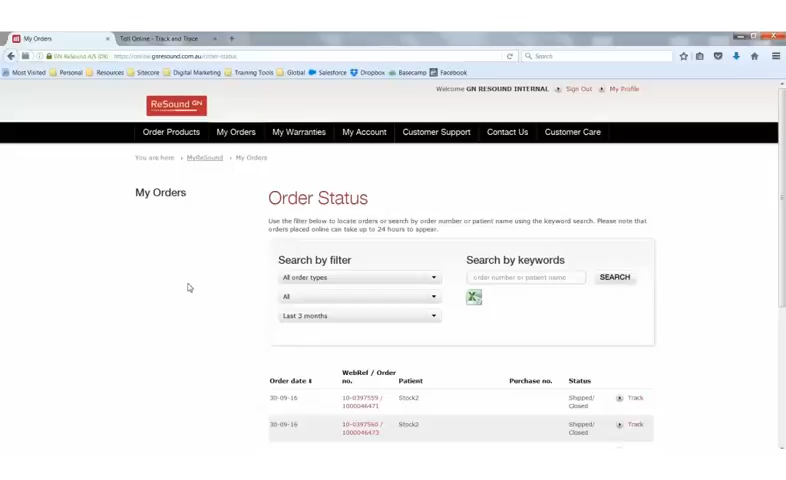 My Orders
Toll Online - Track and Trace
GN ReSound A/S (DK)
https://online.gnresound.com.au/order-status
Search
Most Visited Personal Resources Sitecore Digital Marketing Training Tools Global Salesforce Dropbox Basecamp Facebook
Welcome GN RESOUND INTERNAL Sign Out My Profile
ReSound GN
Order Products My Orders My Warranties My Account Customer Support Contact Us Customer Care
You are here MyReSound My Orders
My Orders
Order Status
Use the filter below to locate orders or search by order number or patient name using the keyword search. Please note that
orders placed online can take up to 24 hours to appear.
Search by filter
Search by keywords
All order types
order number or patient name
SEARCH
All
Last 3 months
WebRef / Order
Order date no. Patient Purchase no. Status
30-09-16 10-0397559 / Stock2 Shipped/ Track
1000046471 Closed
30-09-16 10-0397560 / Stock2 Shipped/ Track
1000046473 Closed